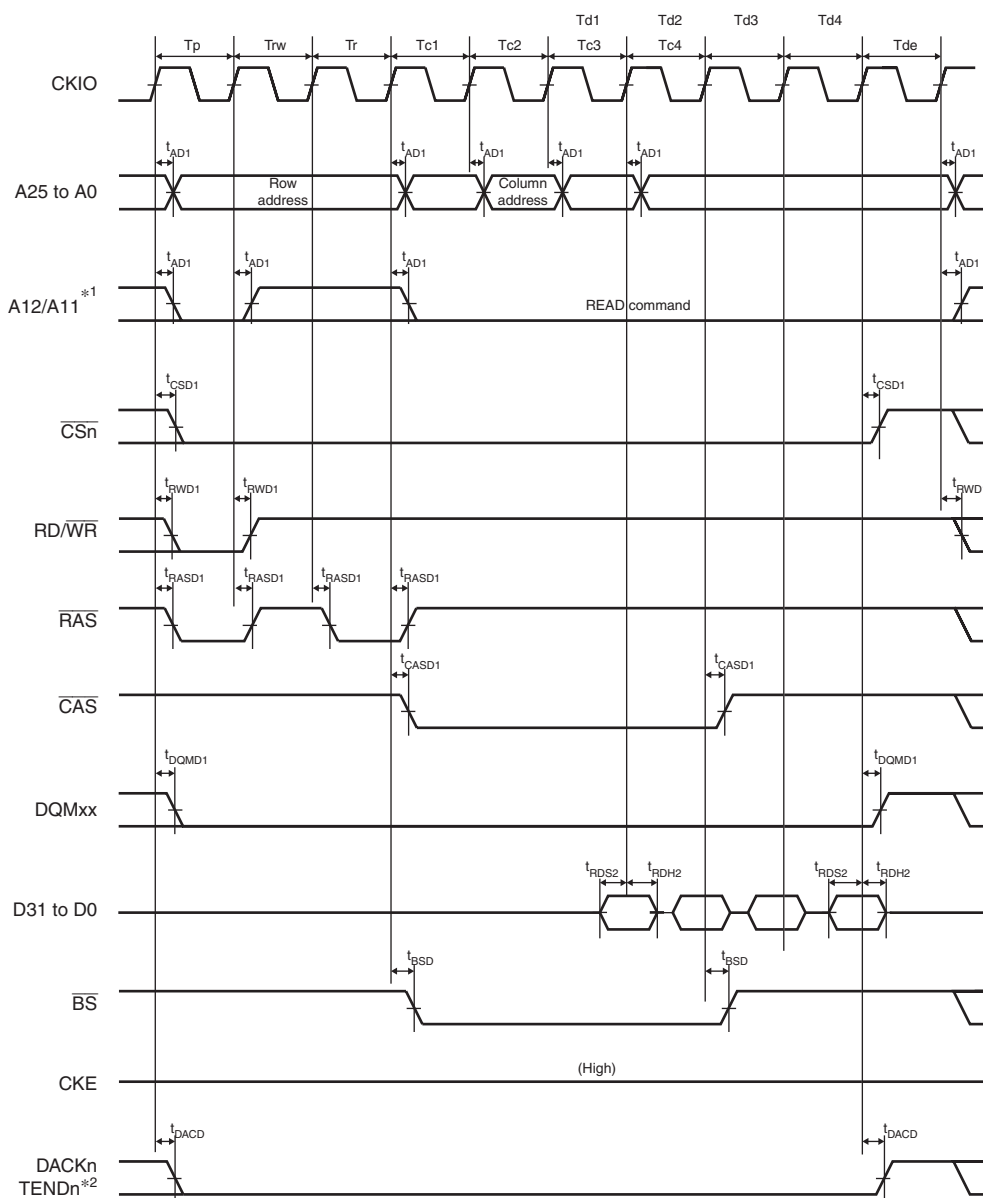 Td1 Td2 Td3 Td4
Tp Trw Tr Tc1 Tc2 Tc3 Tc4 Tde
CKIO
tAD1 tAD1 tAD1 tAD1 tAD1 tAD1
A25 to A0
Row address
Column address
tAD1 tAD1 tAD1 tAD1
A12/A11 *1
READ command
tCSD1 tCSD1
CSn
tRWD1 tRWD1 tRWD1
RD/WR
tRASD1 tRASD1 tRASD1 tRASD1
RAS
tCASD1 tCASD1
CAS
tDQMD1 tDQMD1
DQMxx
tRDS2 tRDH2 tRDS2 tRDH2
D31 to D0
tBSD tBSD
BS
(High)
CKE
tDACD tDACD
DACKn
TENDn*2